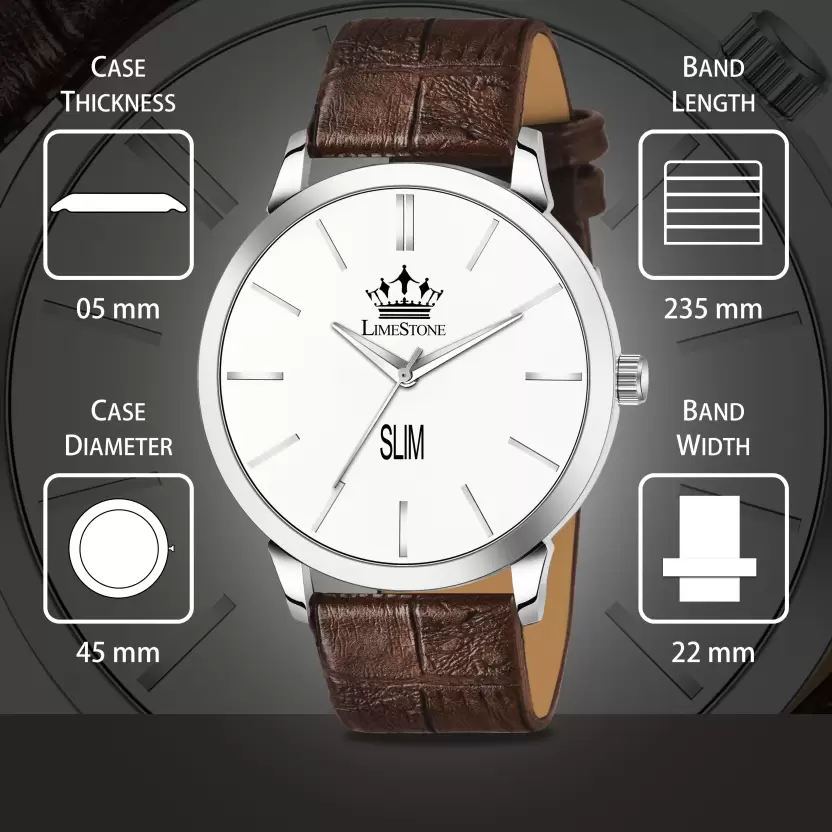 CASE
THICKNESS
05 mm
BAND
LENGTH
235 mm
LIMESTONE
SLIM
CASE
DIAMETER
45 mm
BAND
WIDTH
22 mm